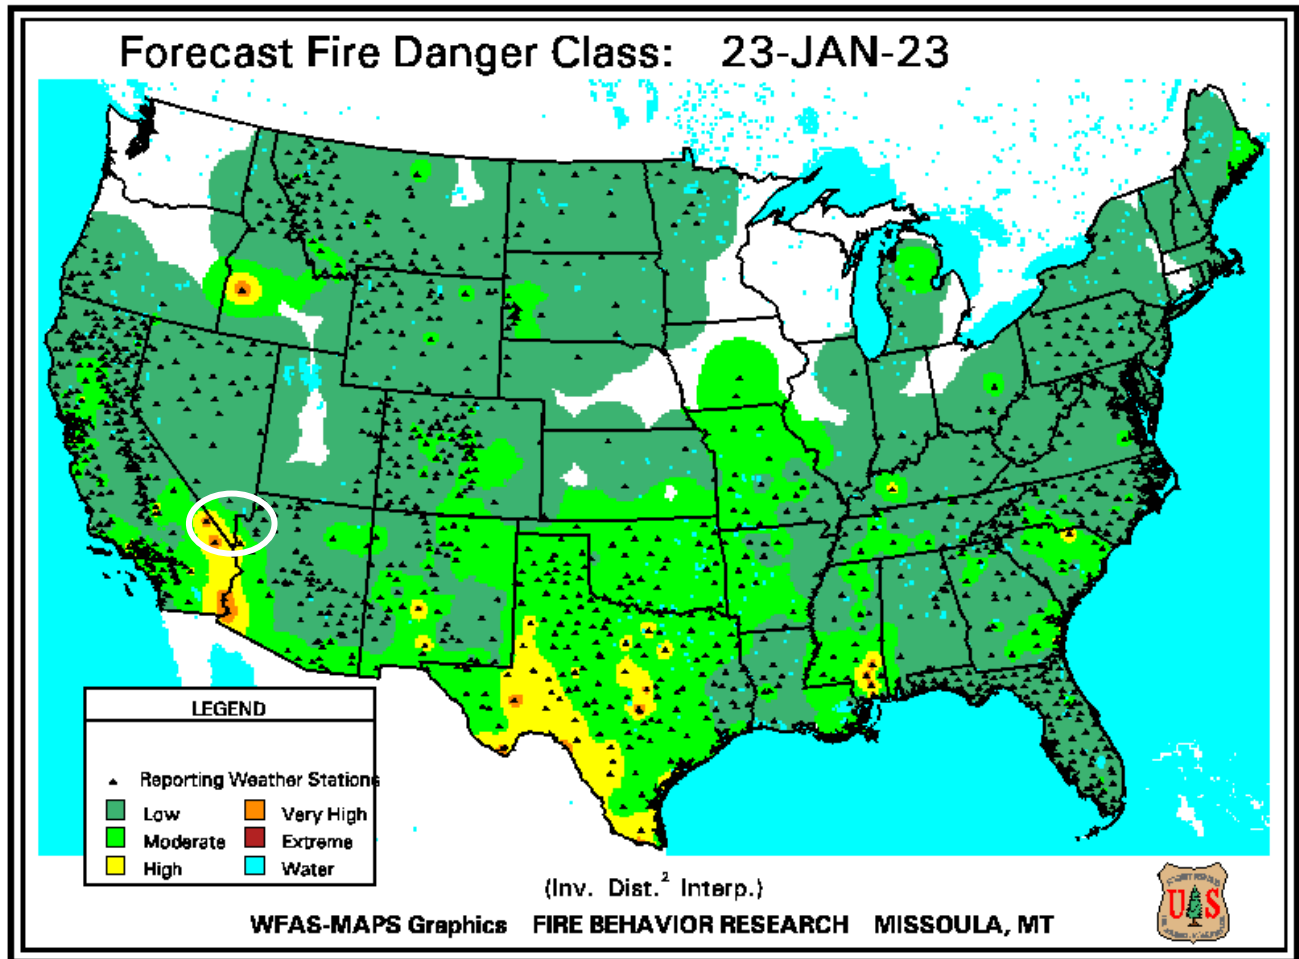 Forecast Fire Danger Class: 23-JAN-23
LEGEND
Reporting Weather Stations
Low
Very High
Moderate
Extreme
High
Water
(Inv. Dist.² Interp.)
WFAS-MAPS Graphics FIRE BEHAVIOR RESEARCH MISSOULA, MT
US